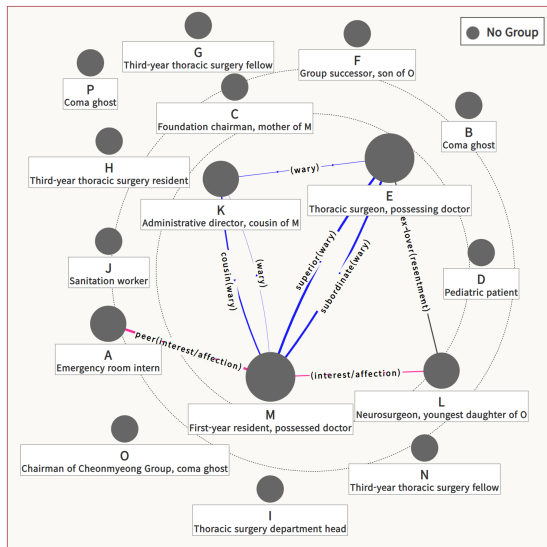 No Group
G
Third-year thoracic surgery fellow
F
Group successor, son of O
P
Coma ghost
C
Foundation chairman, mother of M
B
Coma ghost
H
Third-year thoracic surgery resident
(wary)
K
Administrative director, cousin of M
E
Thoracic surgeon, possessing doctor
ex-lover(resentment)
superior(wary)
subordinate(wary)
cousin(wary)
(wary)
J
Sanitation worker
D
Pediatric patient
A
Emergency room intern
peer(interest/affection)
(interest/affection)
M
First-year resident, possessed doctor
L
Neurosurgeon, youngest daughter of O
O
Chairman of Cheonmyeong Group, coma ghost
N
Third-year thoracic surgery fellow
I
Thoracic surgery department head